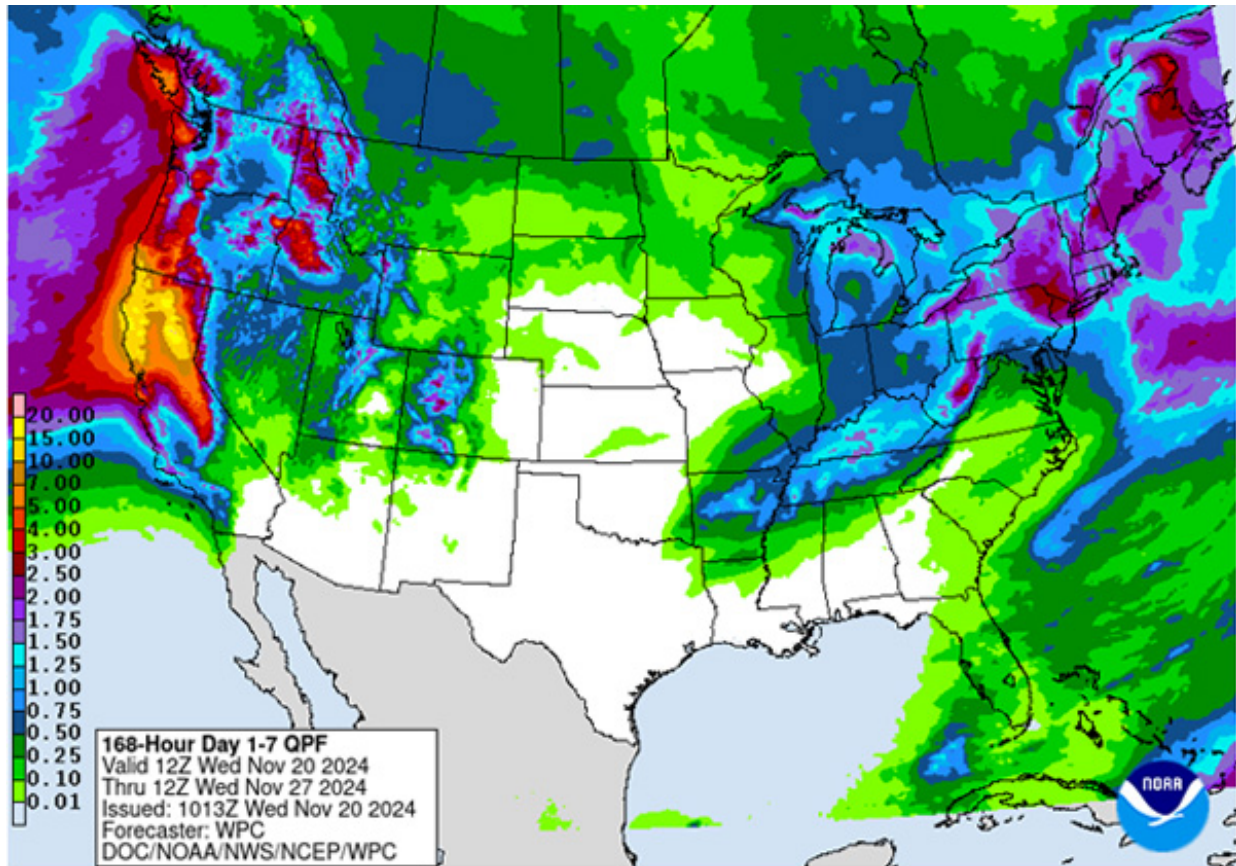 20.00
15.00
10.00
7.00
5.00
4.00
3.00
2.50
2.00
1.75
1.50
1.25
1.00
0.75
0.50
0.25
0.10
0.01
168-Hour Day 1-7 QPF
Valid 12Z Wed Nov 20 2024
Thru 12Z Wed Nov 27 2024
Issued: 1013Z Wed Nov 20 2024
Forecaster: WPC
DOC/NOAA/NWS/NCEP/WPC
NOAA